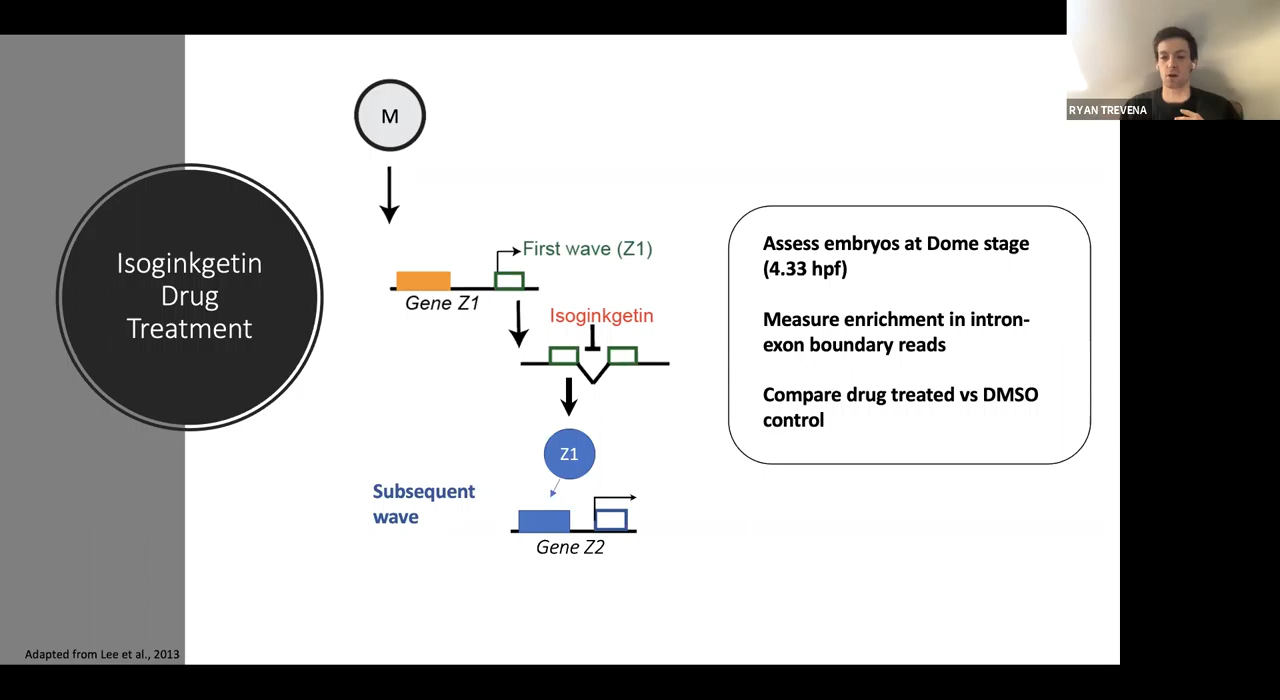 RYAN TREVENA
Isoginkgetin
Drug
Treatment
M
First wave (Z1)
Gene Z1
Isoginkgetin
Z1
Subsequent
wave
Gene Z2
Assess embryos at Dome stage
(4.33 hpf)
Measure enrichment in intron-
exon boundary reads
Compare drug treated vs DMSO
control
Adapted from Lee et al., 2013